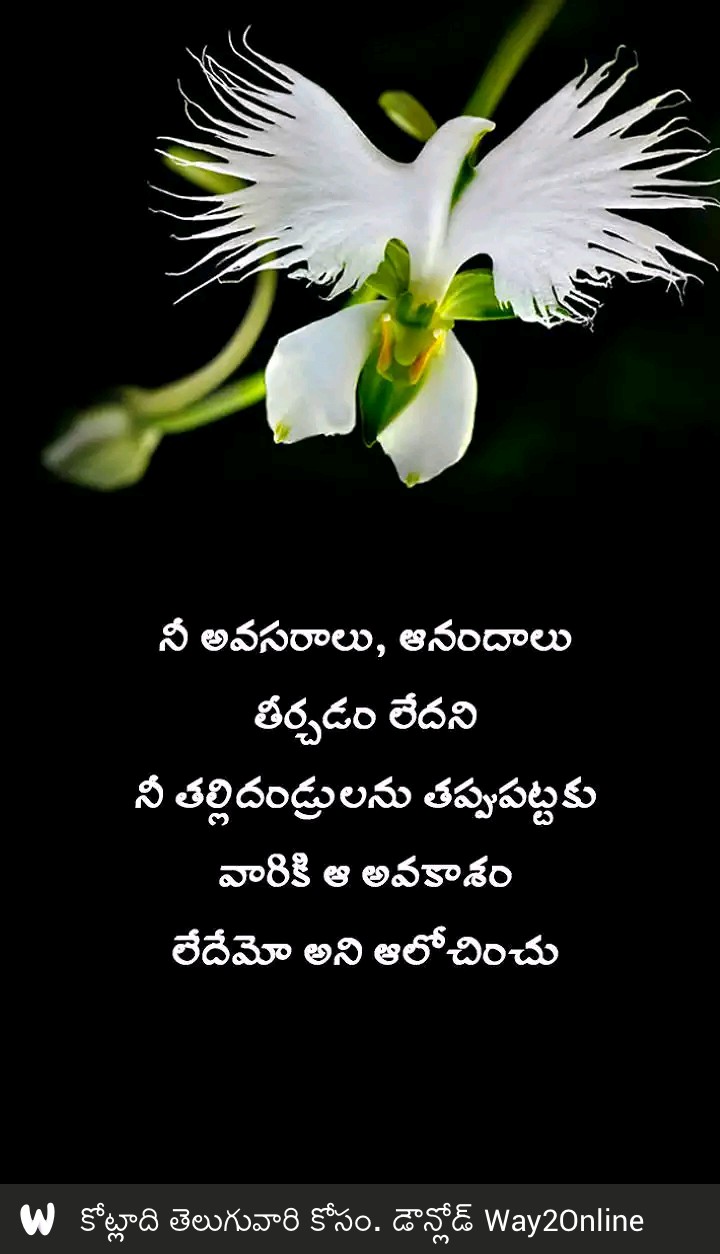 నీ అవసరాలు, ఆనందాలు
తీర్చడం లేదని
నీ తల్లిదండ్రులను తప్పుపట్టకు
వారికి ఆ అవకాశం
లేదేమో అని ఆలోచించు
W కోట్లాది తెలుగువారి కోసం. డౌన్లోడ్ Way2Online